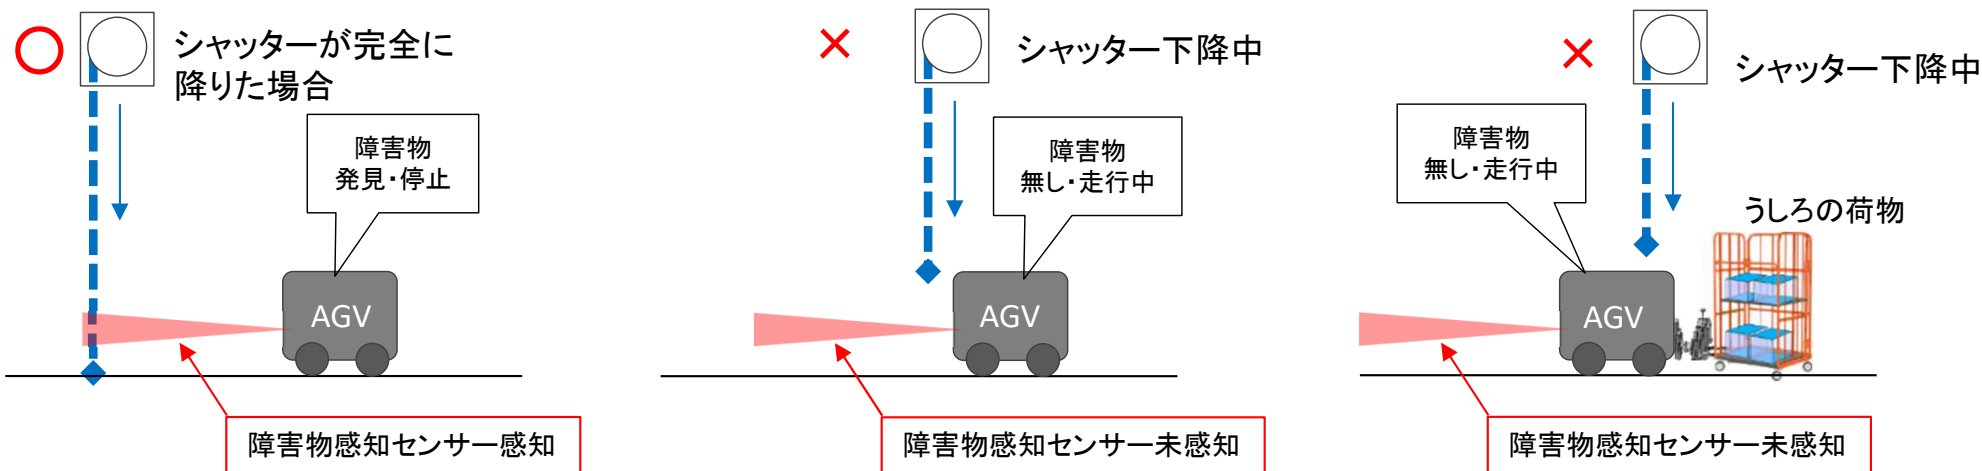 シャッターが完全に
降りた場合
障害物
発見・停止
AGV
障害物感知センサー感知
シャッター下降中
障害物
無し・走行中
AGV
障害物感知センサー未感知
シャッター下降中
障害物
無し・走行中
うしろの荷物
AGV
障害物感知センサー未感知